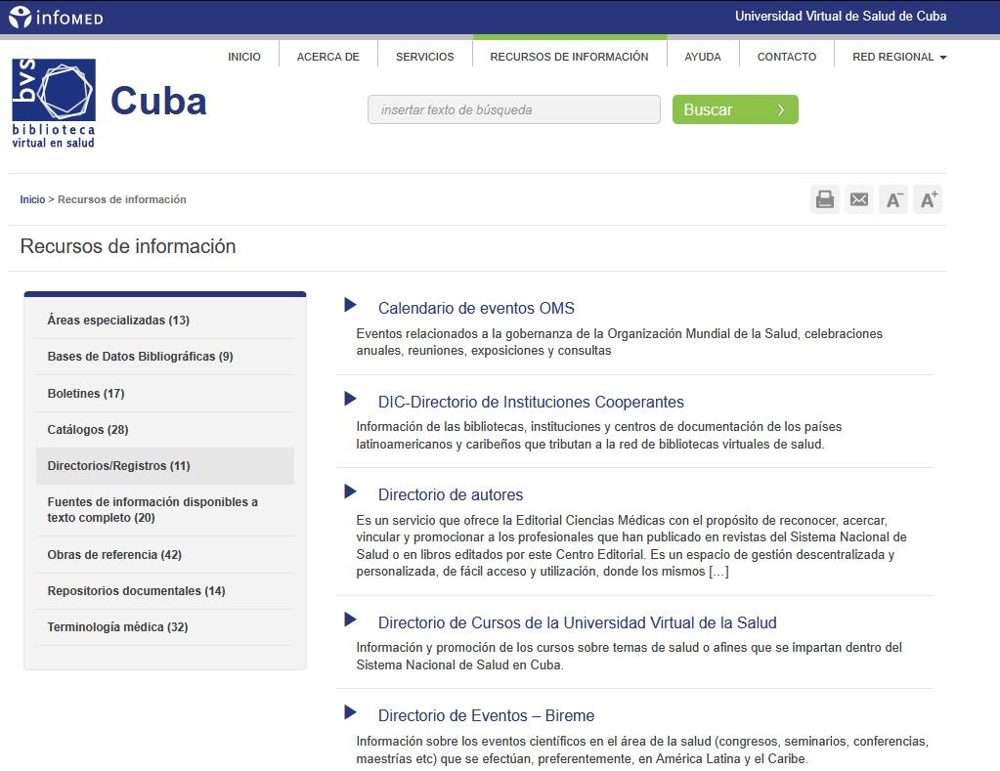 infoMED
Universidad Virtual de Salud de Cuba
INICIO
ACERCA DE
SERVICIOS
RECURSOS DE INFORMACIÓN
AYUDA
CONTACTO
RED REGIONAL
bvs
biblioteca
virtual en salud
Cuba
insertar texto de búsqueda
Buscar
Inicio > Recursos de información
A-
A+
Recursos de información
Áreas especializadas (13)
Bases de Datos Bibliográficas (9)
Boletines (17)
Catálogos (28)
Directorios/Registros (11)
Fuentes de información disponibles a
texto completo (20)
Obras de referencia (42)
Repositorios documentales (14)
Terminología médica (32)
Calendario de eventos OMS
Eventos relacionados a la gobernanza de la Organización Mundial de la Salud, celebraciones
anuales, reuniones, exposiciones y consultas
DIC-Directorio de Instituciones Cooperantes
Información de las bibliotecas, instituciones y centros de documentación de los países
latinoamericanos y caribeños que tributan a la red de bibliotecas virtuales de salud.
Directorio de autores
Es un servicio que ofrece la Editorial Ciencias Médicas con el propósito de reconocer, acercar,
vincular y promocionar a los profesionales que han publicado en revistas del Sistema Nacional de
Salud o en libros editados por este Centro Editorial. Es un espacio de gestión descentralizada y
personalizada, de fácil acceso y utilización, donde los mismos [...]
Directorio de Cursos de la Universidad Virtual de la Salud
Información y promoción de los cursos sobre temas de salud o afines que se impartan dentro del
Sistema Nacional de Salud en Cuba.
Directorio de Eventos – Bireme
Información sobre los eventos científicos en el área de la salud (congresos, seminarios, conferencias,
maestrías etc) que se efectúan, preferentemente, en América Latina y el Caribe.